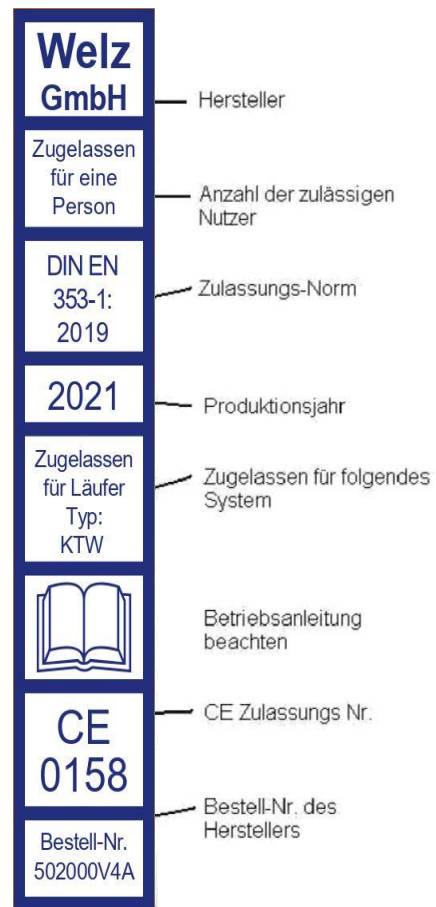 Welz
GmbH
Hersteller
Zugelassen
für eine
Person
Anzahl der zulässigen
Nutzer
DIN EN
353-1:
2019
Zulassungs-Norm
2021
Produktionsjahr
Zugelassen
für Läufer
Typ:
KTW
Zugelassen für folgendes
System
Betriebsanleitung
beachten
CE
0158
CE Zulassungs Nr.
Bestell-Nr.
502000V4A
Bestell-Nr. des
Herstellers